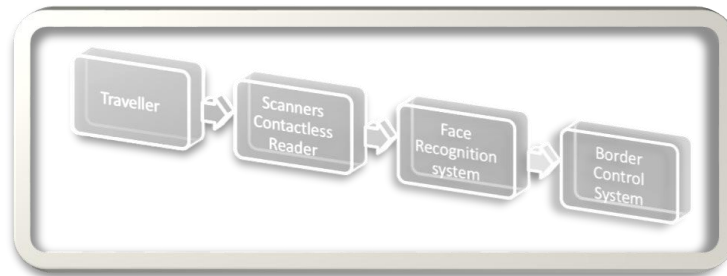 Traveller
Scanners
Contactless
Reader
Face
Recognition
system
Border
Control
System